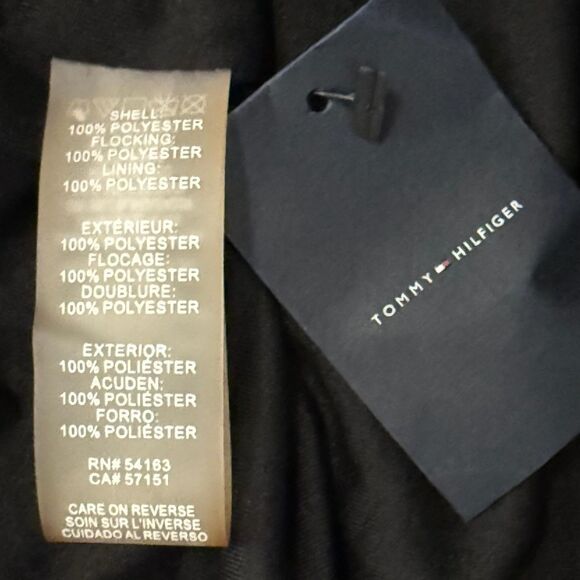 SHELL:
100% POLYESTER
FLOCKING:
100% POLYESTER
LINING:
100% POLYESTER
EXTÉRIEUR:
100% POLYESTER
FLOCAGE:
100% POLYESTER
DOUBLURE:
100% POLYESTER
EXTERIOR:
100% POLIÉSTER
ACUDEN:
100% POLIÉSTER
FORRO:
100% POLIÉSTER
RN# 54163
CA# 57151
CARE ON REVERSE
SOIN SUR L'INVERSE
CUIDADO AL REVERSO
TOMMY HILFIGER